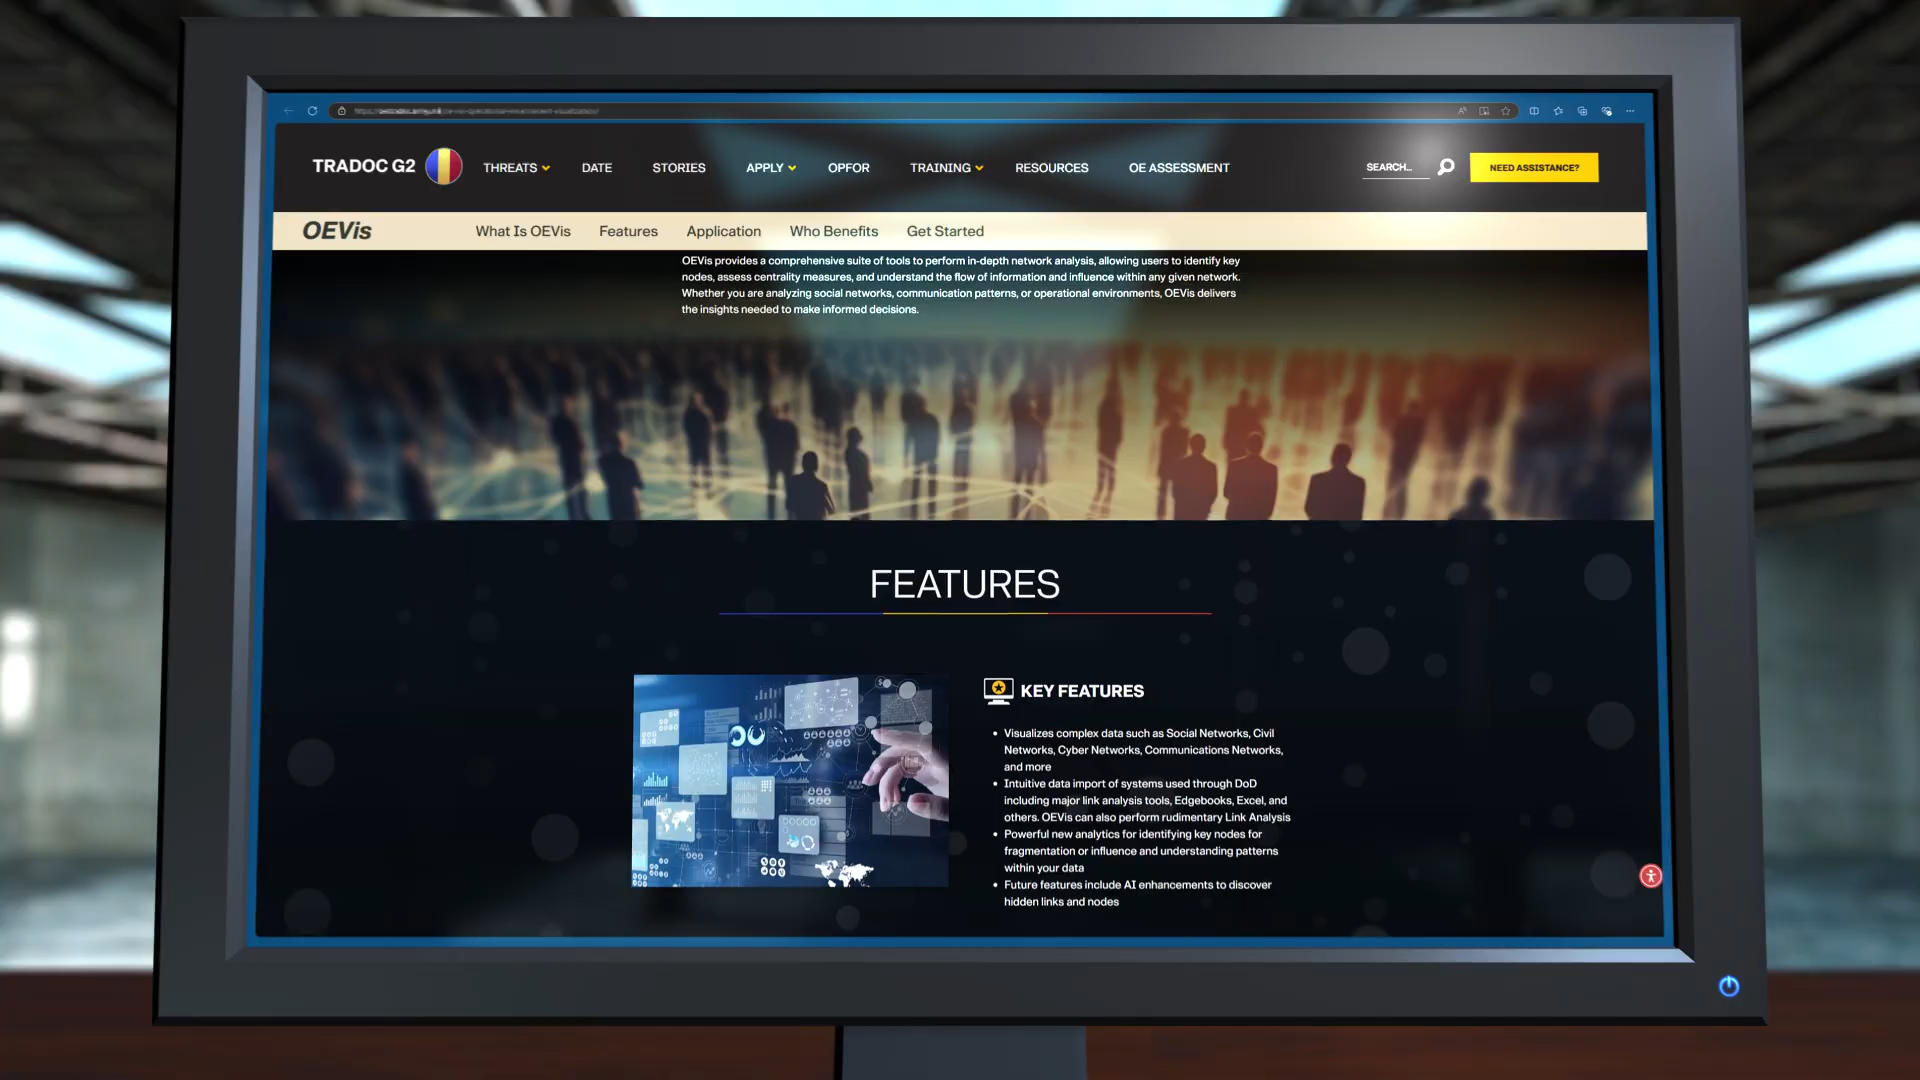 TRADOC G2
THREATS
DATE
STORIES
APPLY
OPFOR
TRAINING
RESOURCES
OE ASSESSMENT
SEARCH...
NEED ASSISTANCE?
OEVis
What Is OEVis
Features
Application
Who Benefits
Get Started
OEVis provides a comprehensive suite of tools to perform in-depth network analysis, allowing users to identify key
nodes, assess centrality measures, and understand the flow of information and influence within any given network.
Whether you are analyzing social networks, communication patterns, or operational environments, OEVis delivers
the insights needed to make informed decisions.
FEATURES
KEY FEATURES
• Visualizes complex data such as Social Networks, Civil
Networks, Cyber Networks, Communications Networks,
and more
• Intuitive data import of systems used through DoD
including major link analysis tools, Edgebooks, Excel, and
others. OEVis can also perform rudimentary Link Analysis
• Powerful new analytics for identifying key nodes for
fragmentation or influence and understanding patterns
within your data
• Future features include AI enhancements to discover
hidden links and nodes